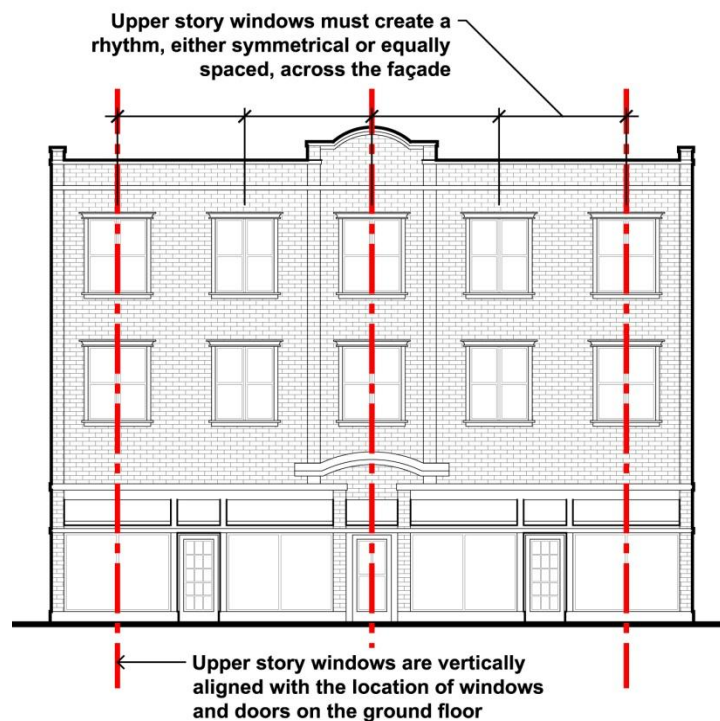 Upper story windows must create a
rhythm, either symmetrical or equally
spaced, across the façade
Upper story windows are vertically
aligned with the location of windows
and doors on the ground floor